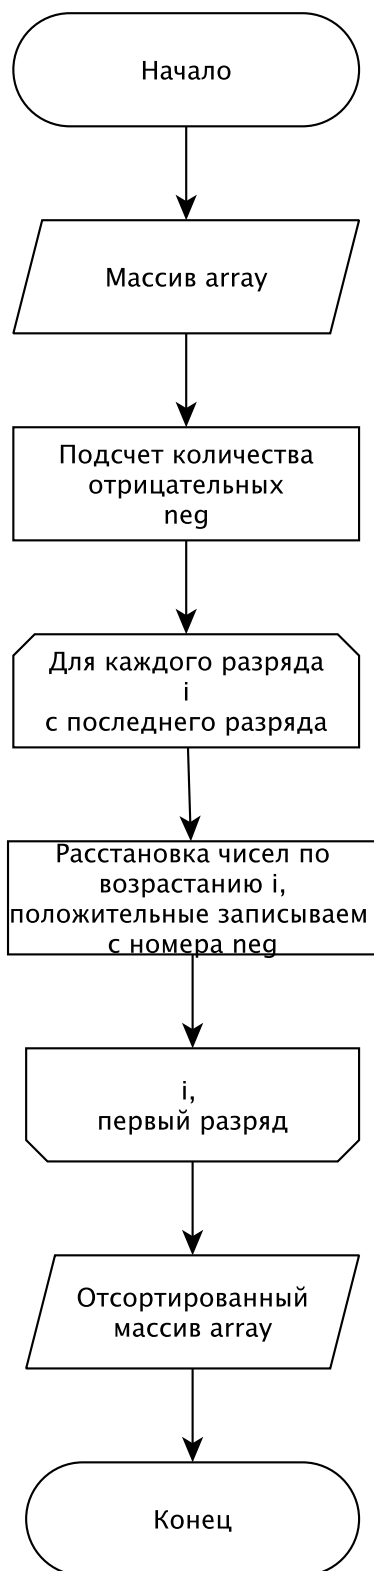 Начало
Массив array
Подсчет количества
отрицательных
neg
Для каждого разряда
i
с последнего разряда
Расстановка чисел по
возрастанию i,
положительные записываем
с номера neg
i,
первый разряд
Отсортированный
массив array
Конец